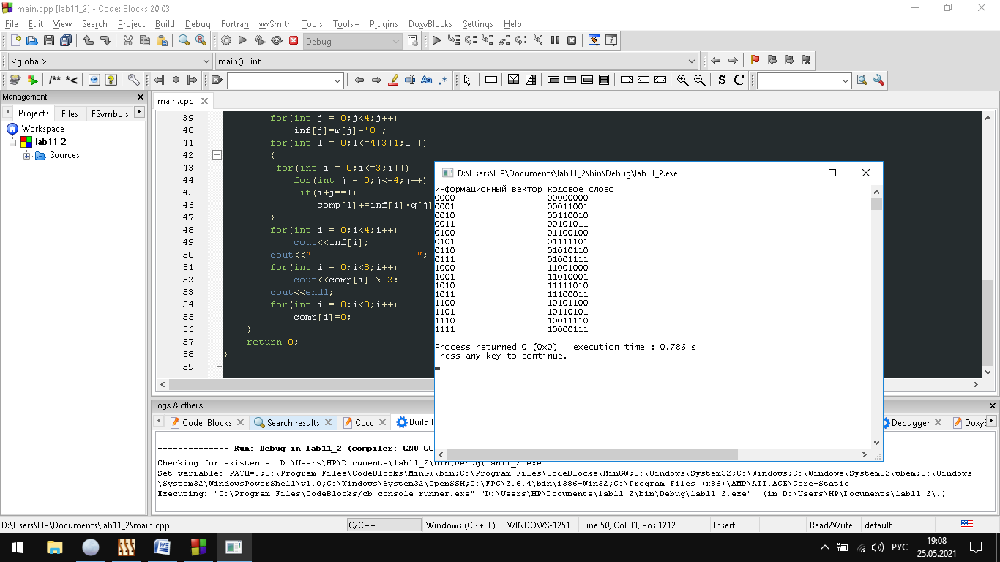 main.cpp [lab11_2] - Code::Blocks 20.03
File Edit View Search Project Build Debug Fortran wxSmith Tools Tools+ Plugins DoxyBlocks Settings Help
Debug
<global> main() : int
/** *< Aa .* S C
Management
main.cpp
Projects Files FSymbols
Workspace
lab11_2
Sources
39 for(int j = 0;j<4;j++)
40 inf[j]=m[j]-'0';
41 for(int l = 0;l<=4+3+1;l++)
42 {
43 for(int i = 0;i<=3;i++)
44 for(int j = 0;j<=4;j++)
45 if(i+j==l)
46 comp[l]+=inf[i]*g[j]
47 }
48 for(int i = 0;i<4;i++)
49 cout<<inf[i];
50 cout<<" ";
51 for(int i = 0;i<8;i++)
52 cout<<comp[i] % 2;
53 cout<<endl;
54 for(int i = 0;i<8;i++)
55 comp[i]=0;
56 }
57 return 0;
58 }
59
D:\Users\HP\Documents\lab11_2\bin\Debug\lab11_2.exe
информационный вектор|кодовое слово
0000 00000000
0001 00011001
0010 00110010
0011 00101011
0100 01100100
0101 01111101
0110 01010110
0111 01001111
1000 11001000
1001 11010001
1010 11111010
1011 11100011
1100 10101100
1101 10110101
1110 10011110
1111 10000111
Process returned 0 (0x0) execution time : 0.786 s
Press any key to continue.
Logs & others
Code::Blocks Search results Cccc Build l Debugger DoxyB
-------------- Run: Debug in lab11_2 (compiler: GNU GC
Checking for existence: D:\Users\HP\Documents\lab11_2\bin\Debug\lab11_2.exe
Set variable: PATH=.;C:\Program Files\CodeBlocks\MinGW\bin;C:\Program Files\CodeBlocks\MinGW;C:\Windows\System32;C:\Windows;C:\Windows\System32\wbem;C:\Windows
\System32\WindowsPowerShell\v1.0;C:\Windows\System32\OpenSSH;C:\FPC\2.6.4\bin\i386-Win32;C:\Program Files (x86)\AMD\ATI.ACE\Core-Static
Executing: "C:\Program Files\CodeBlocks/cb_console_runner.exe" "D:\Users\HP\Documents\lab11_2\bin\Debug\lab11_2.exe" (in D:\Users\HP\Documents\lab11_2\.)
D:\Users\HP\Documents\lab11_2\main.cpp C/C++ Windows (CR+LF) WINDOWS-1251 Line 50, Col 33, Pos 1212 Insert Read/Write default
РУС
19:08
25.05.2021